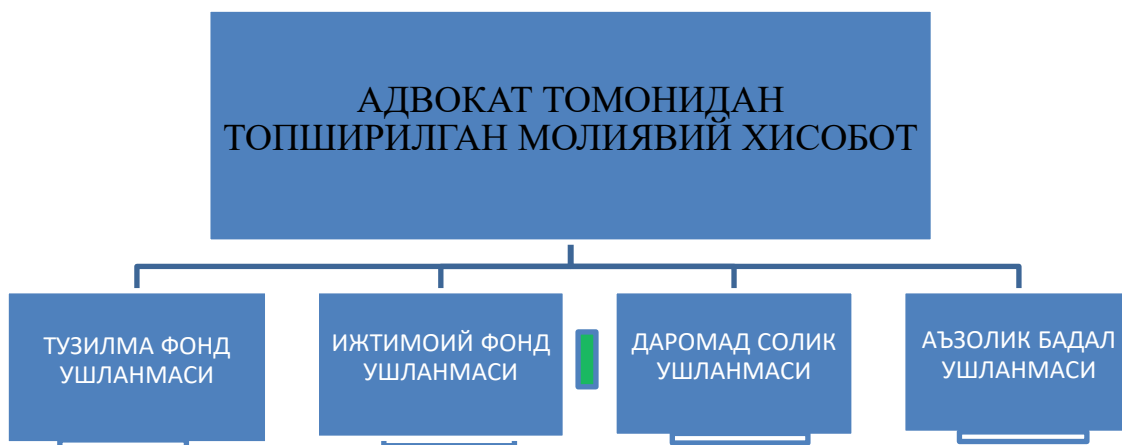 АДВОКАТ ТОМОНИДАН
ТОПШИРИЛГАН МОЛИЯВИЙ ХИСОБОТ
ТУЗИЛМА ФОНД
УШЛАНМАСИ
ИЖТИМОИЙ ФОНД
УШЛАНМАСИ
ДАРОМАД СОЛИК
УШЛАНМАСИ
АЪЗОЛИК БАДАЛ
УШЛАНМАСИ